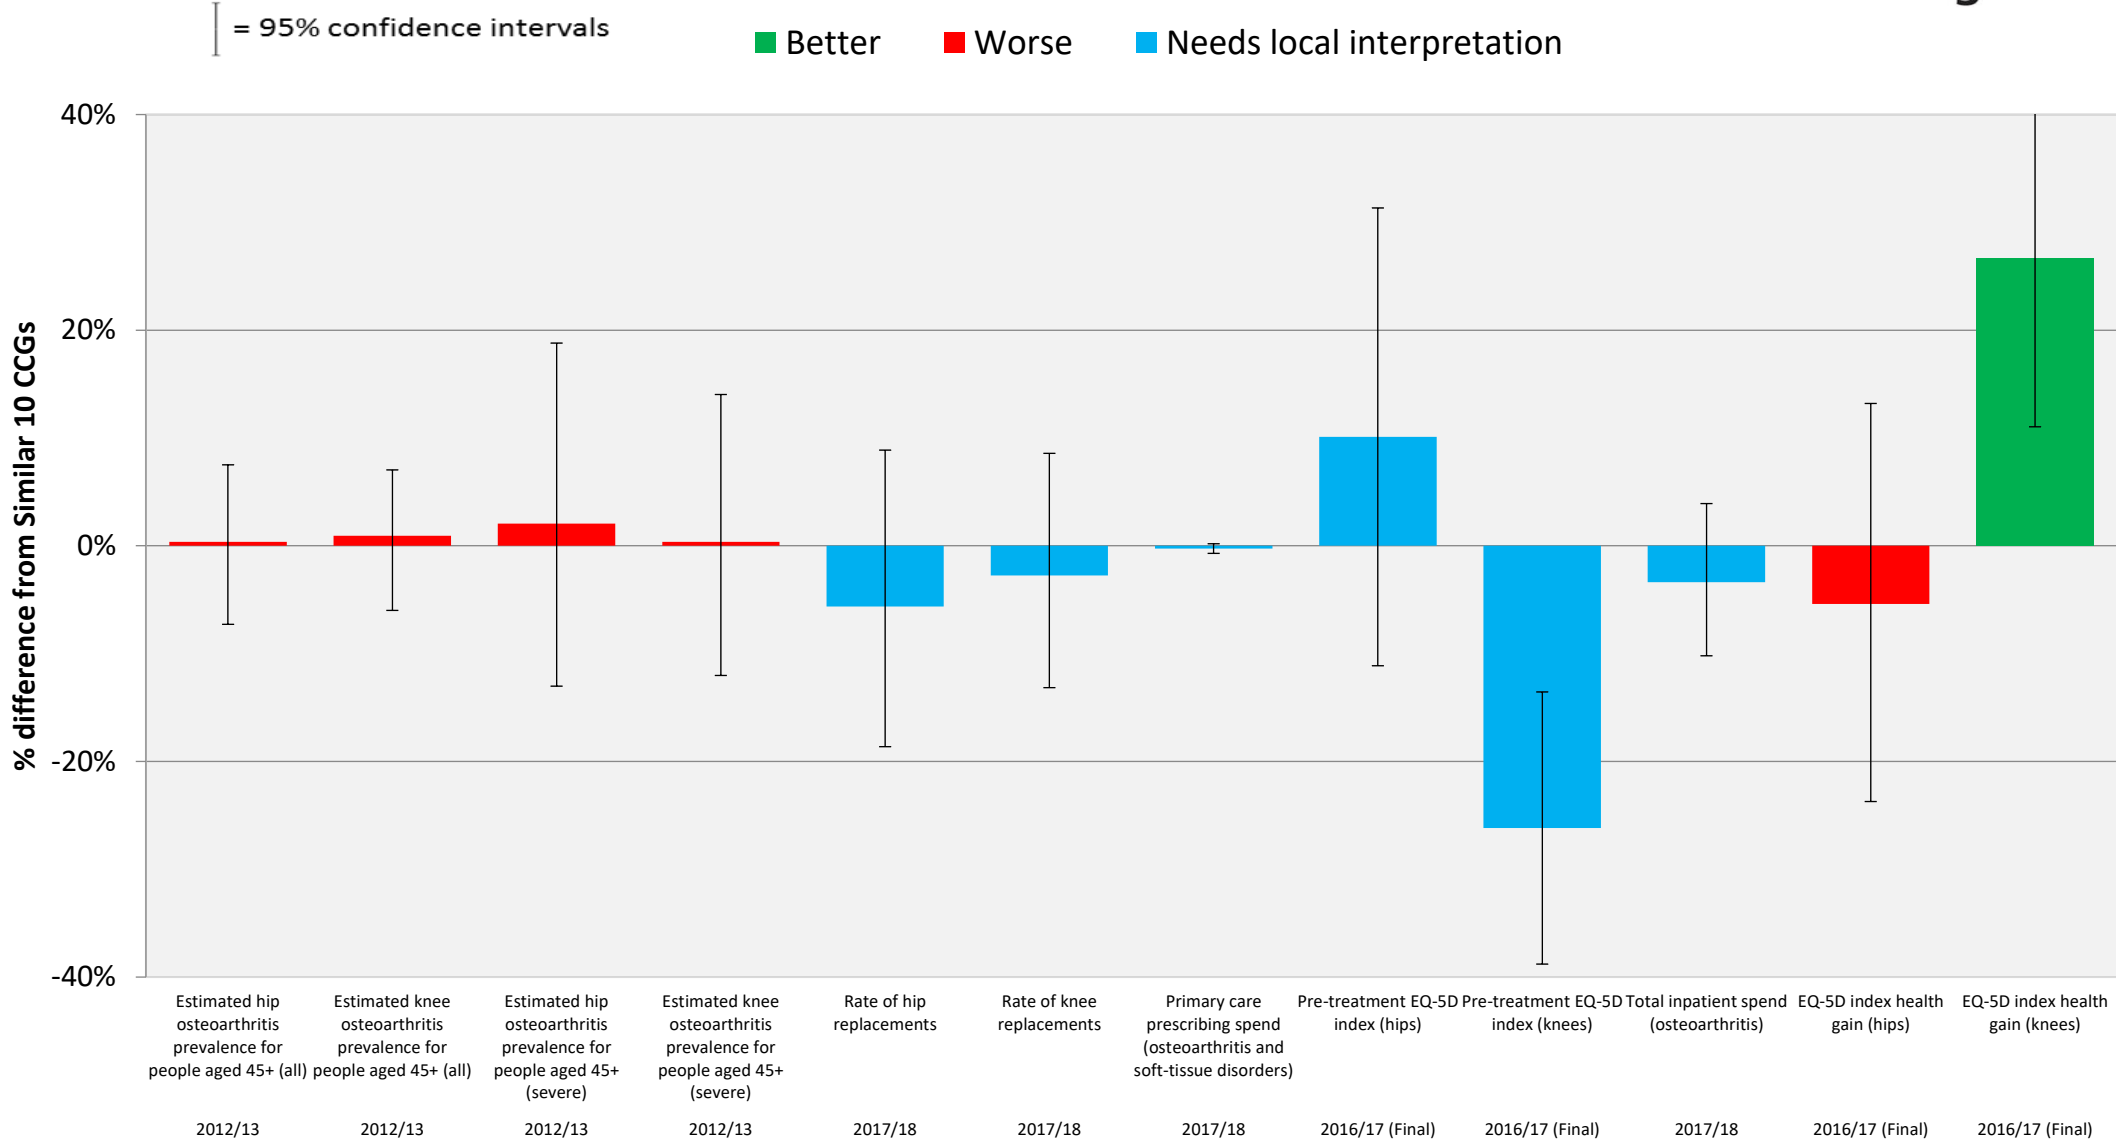 = 95% confidence intervals
Better Worse Needs local interpretation
% difference from Similar 10 CCGs
40%
20%
0%
-20%
-40%
Estimated hip
osteoarthritis
prevalence for
people aged 45+ (all)
2012/13
Estimated knee
osteoarthritis
prevalence for
people aged 45+ (all)
2012/13
Estimated hip
osteoarthritis
prevalence for
people aged 45+
(severe)
2012/13
Estimated knee
osteoarthritis
prevalence for
people aged 45+
(severe)
2012/13
Rate of hip
replacements
2017/18
Rate of knee
replacements
2017/18
Primary care
prescribing spend
(osteoarthritis and
soft-tissue disorders)
2017/18
Pre-treatment EQ-5D
index (hips)
2016/17 (Final)
Pre-treatment EQ-5D
index (knees)
2016/17 (Final)
Total inpatient spend
(osteoarthritis)
2017/18
EQ-5D index health
gain (hips)
2016/17 (Final)
EQ-5D index health
gain (knees)
2016/17 (Final)